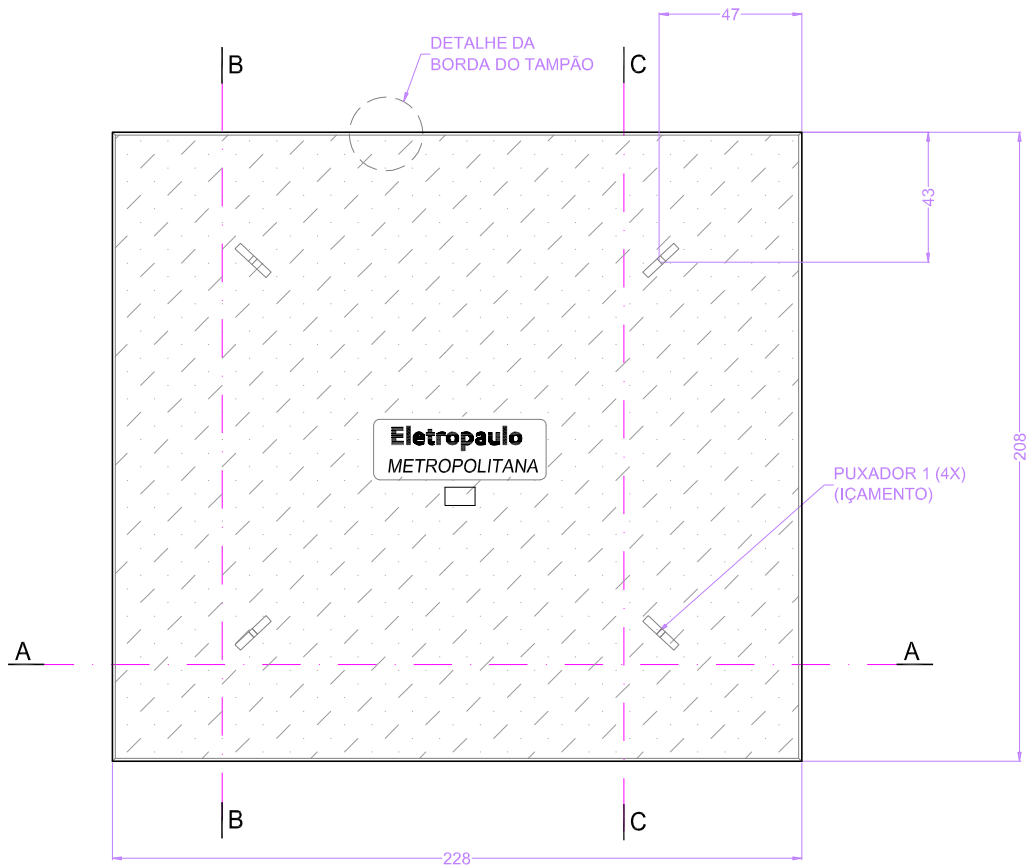 47
DETALHE DA
BORDA DO TAMPÃO
B
C
43
Eletropaulo
METROPOLITANA
208
PUXADOR 1 (4X)
(IÇAMENTO)
A
A
B
C
228